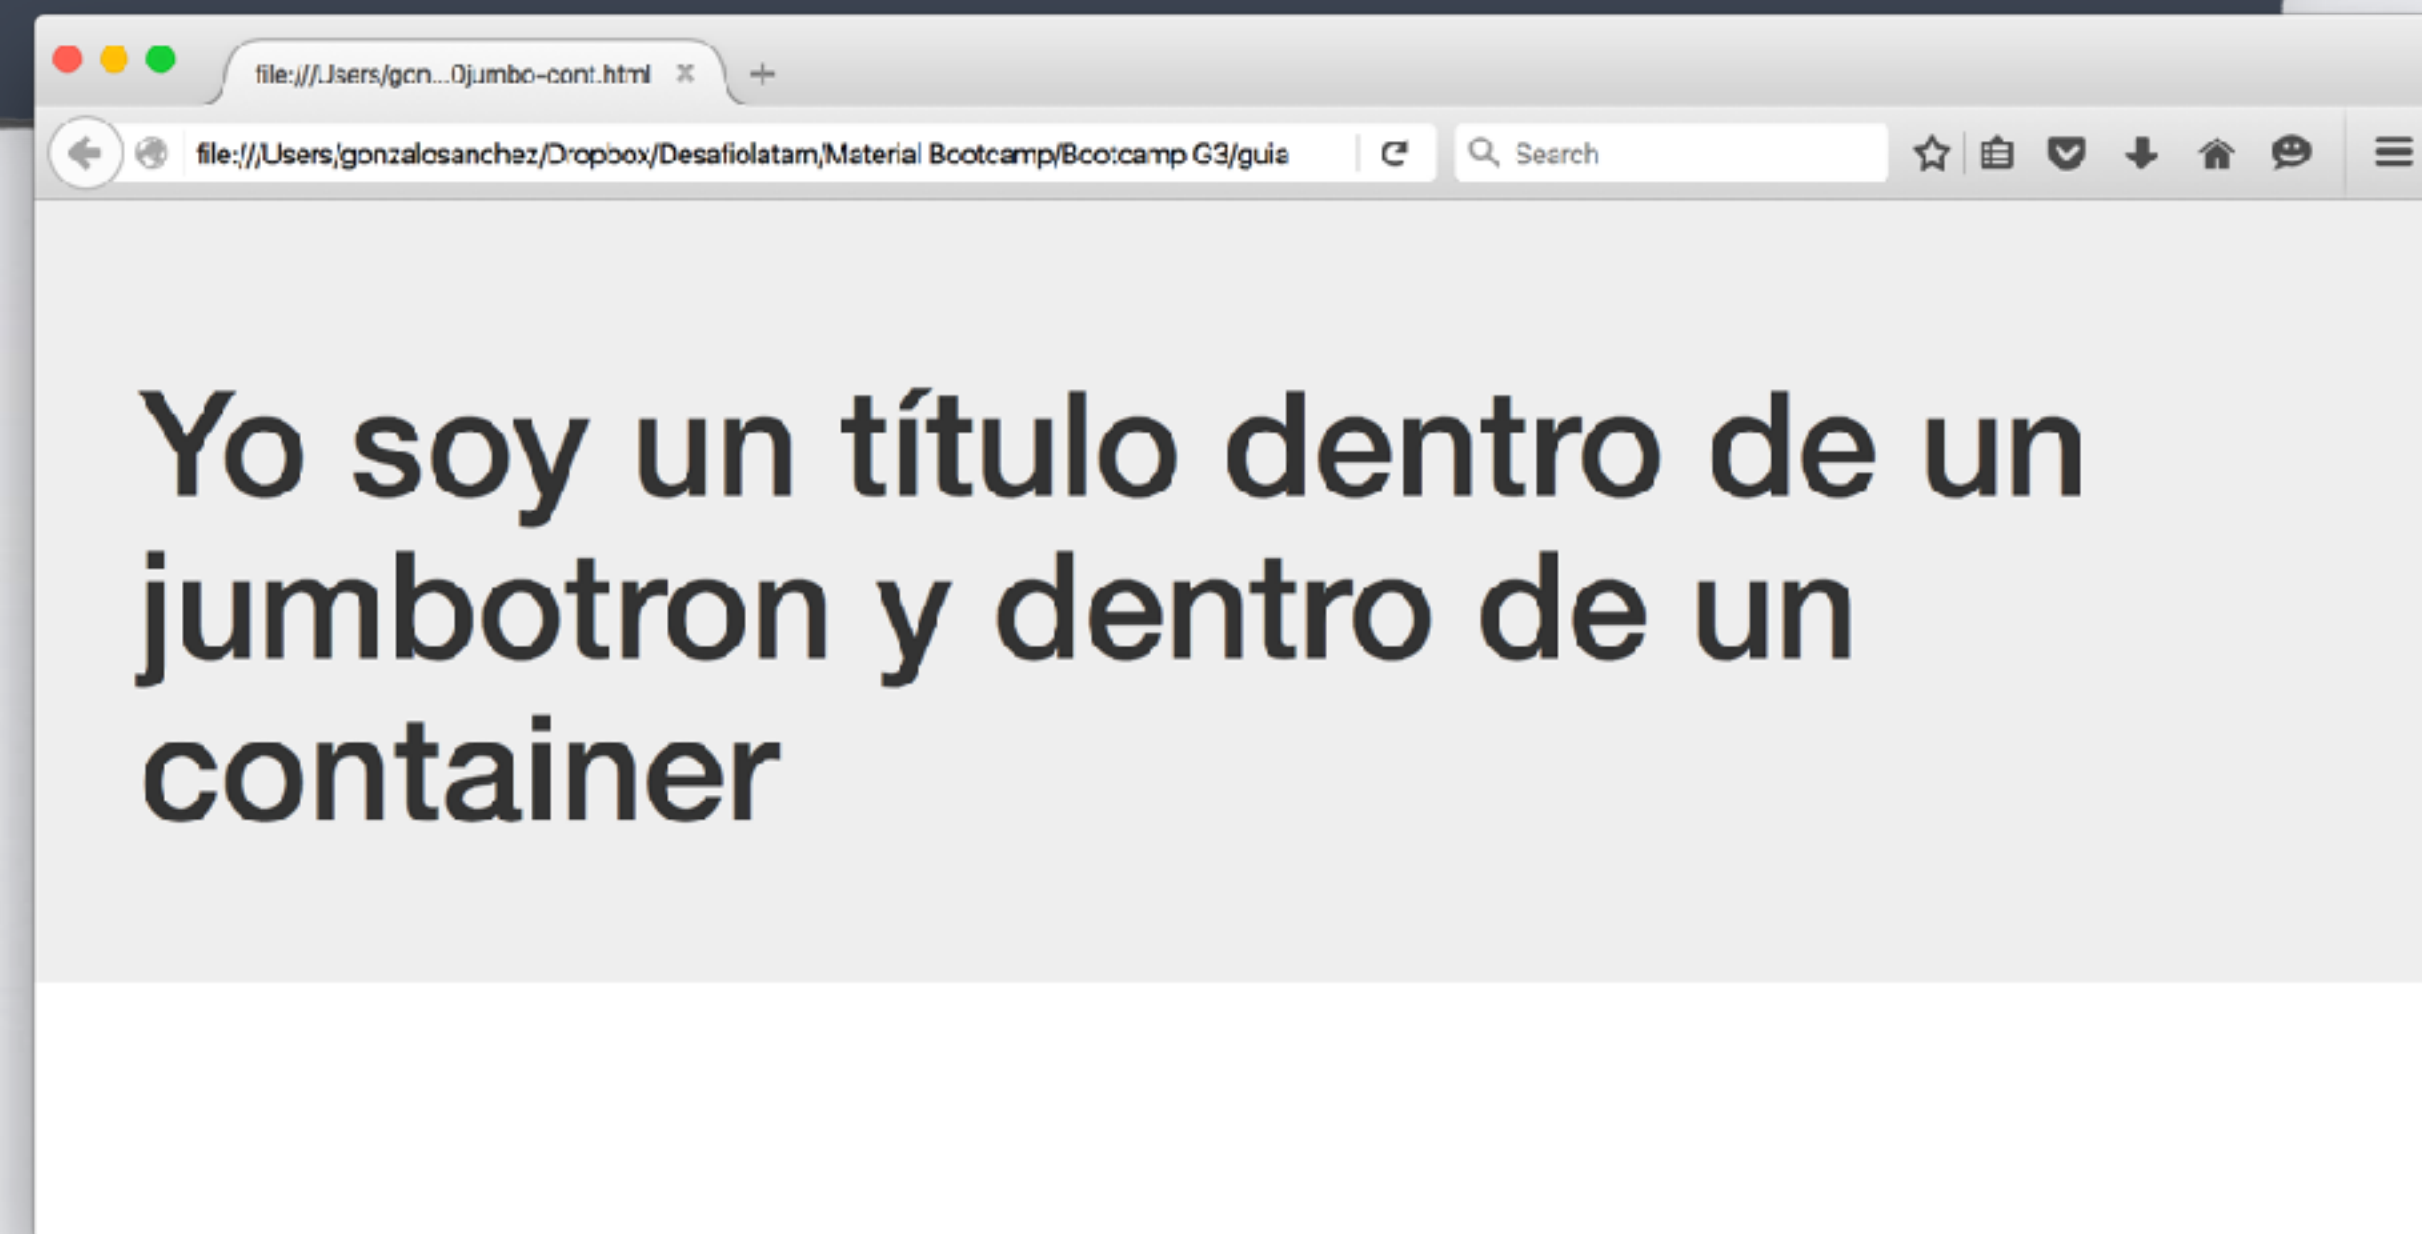 file:///Users/gon...0jumbo-cont.html
file:///Users/gonzalosanchez/Dropbox/Desafiolatam/Material Bootcamp/Bootcamp G3/guia
Search
Yo soy un título dentro de un
jumbotron y dentro de un
container